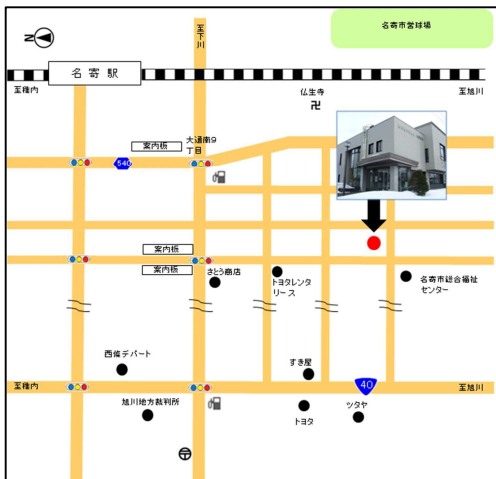 名寄市営球場
至下川
N
名寄駅
至稚内
仏生寺
至旭川
大通南9
丁目
案内板
540
案内板
案内板
さとう商店
トヨタレンタ
リース
名寄市総合福祉
センター
西條デパート
すき屋
至稚内
40
至旭川
旭川地方裁判所
トヨタ
ツタヤ